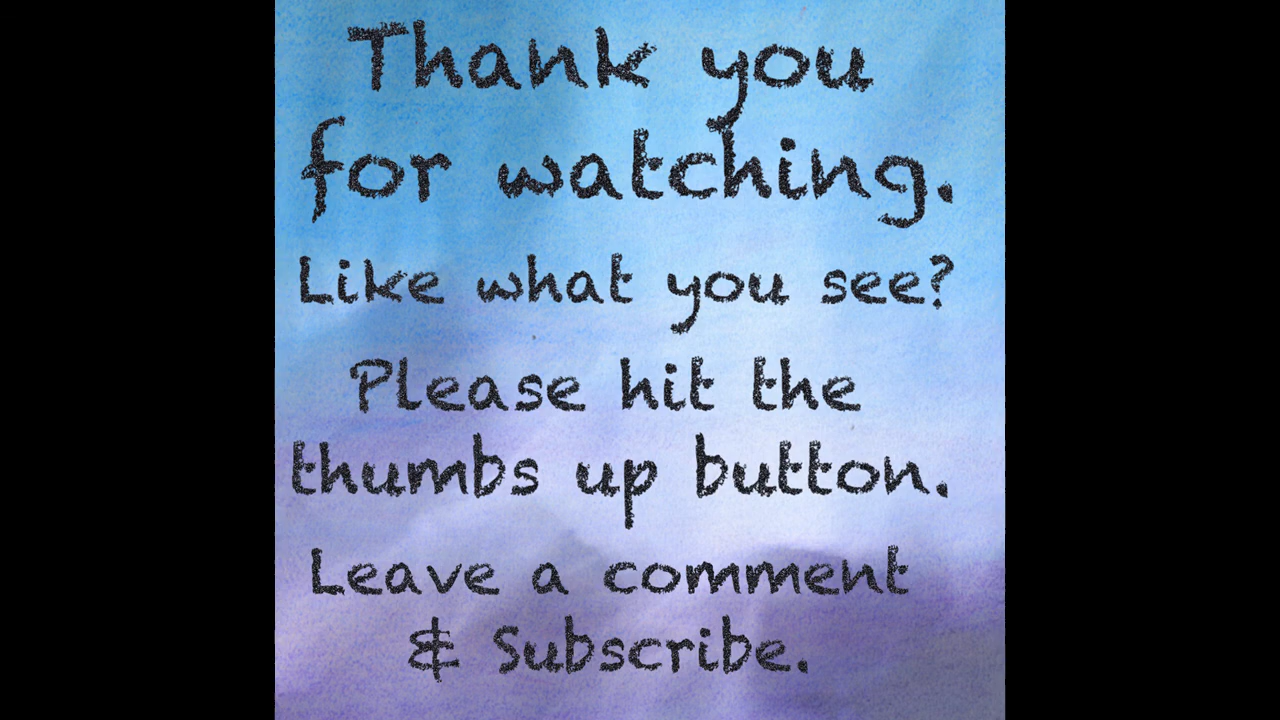 Thank you
for watching.
Like what you see?
Please hit the
thumbs up button.
Leave a comment
& Subscribe.